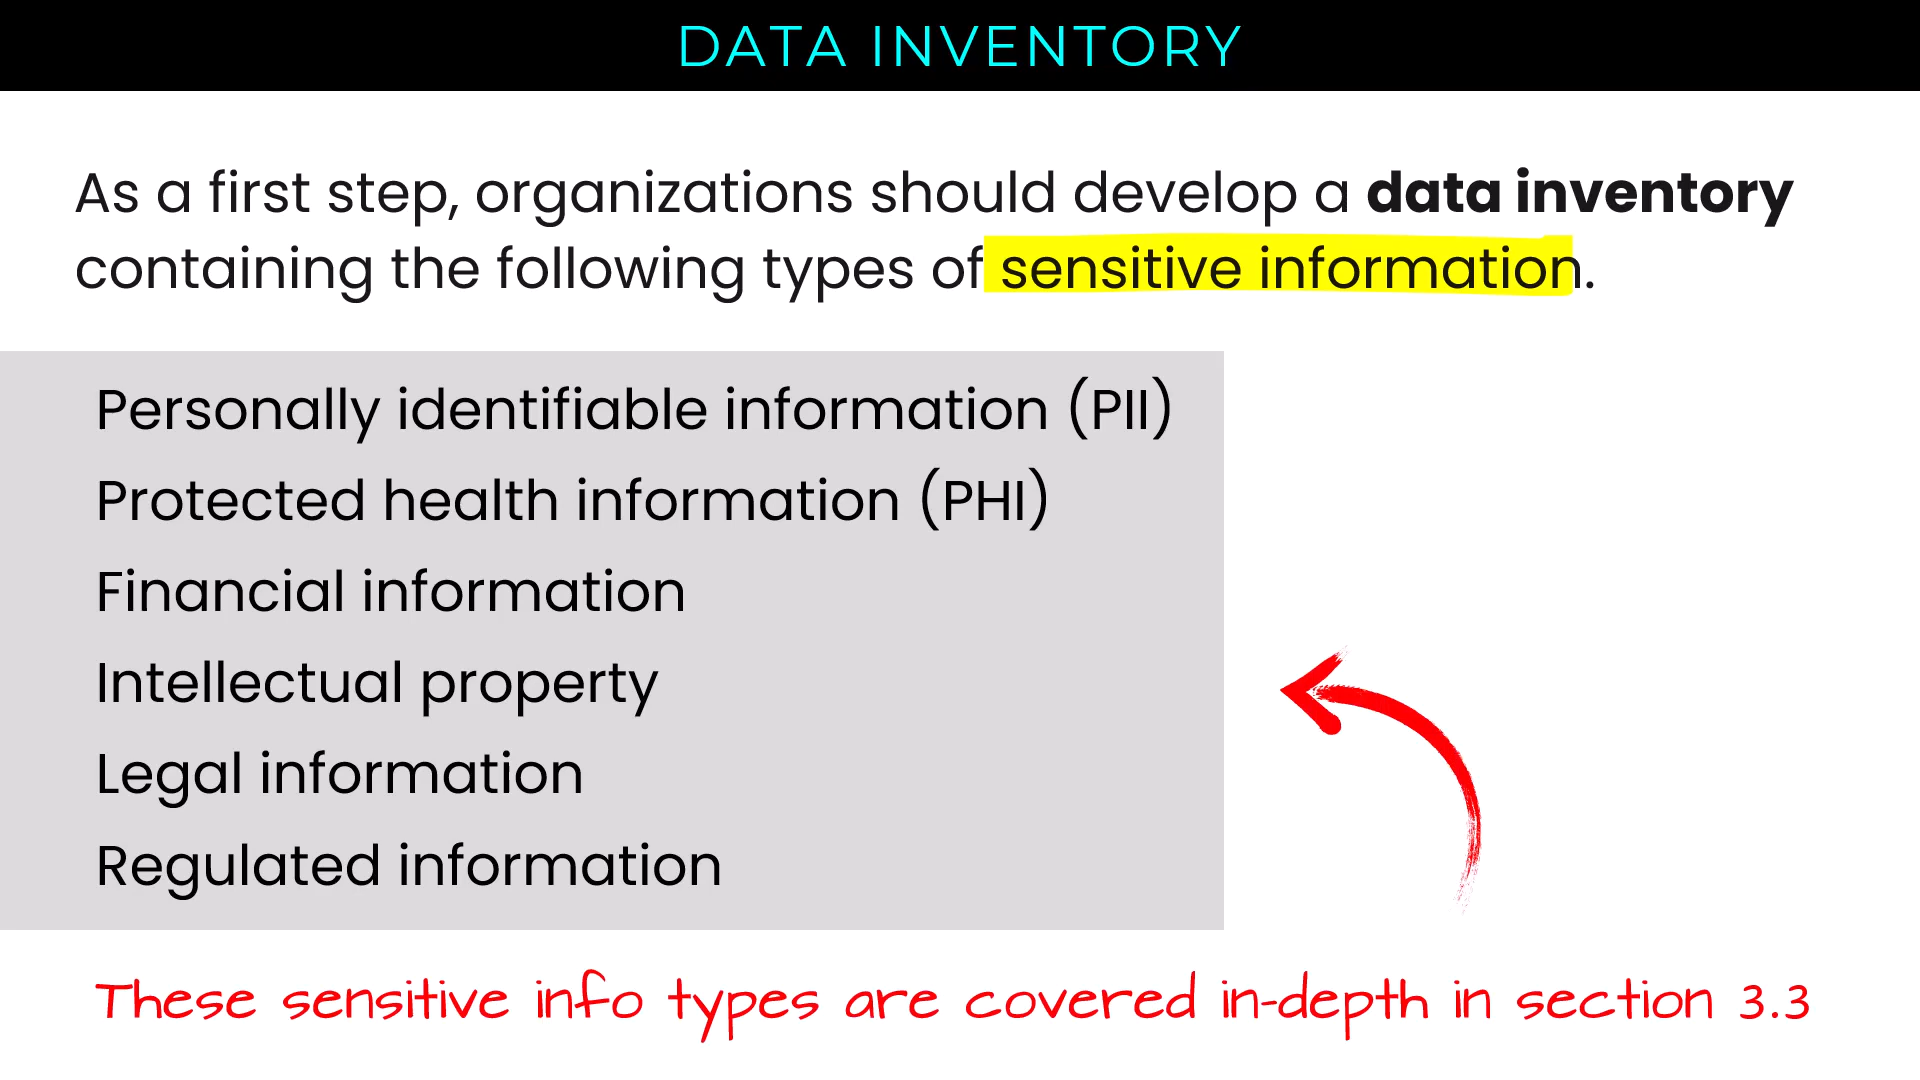 DATA INVENTORY
As a first step, organizations should develop a data inventory
containing the following types of sensitive information.
Personally identifiable information (PII)
Protected health information (PHI)
Financial information
Intellectual property
Legal information
Regulated information
These sensitive info types are covered in-depth in section 3.3